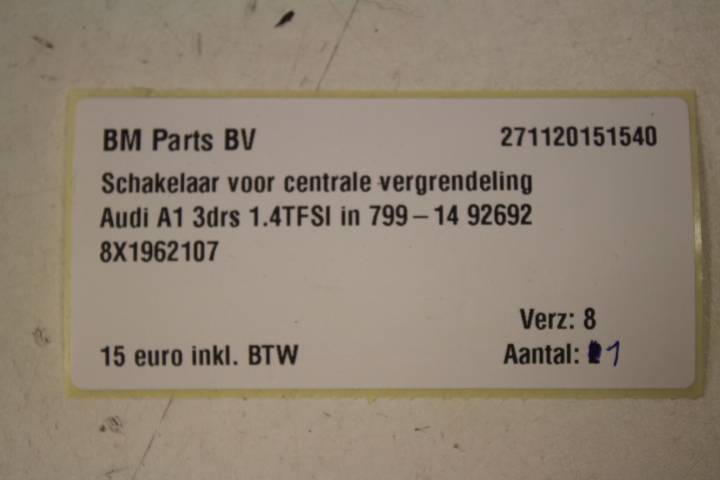 BM Parts BV 271120151540
Schakelaar voor centrale vergrendeling
Audi A1 3drs 1.4TFSI in 799-14 92692
8X1962107
Verz: 8
15 euro inkl. BTW Aantal: 1